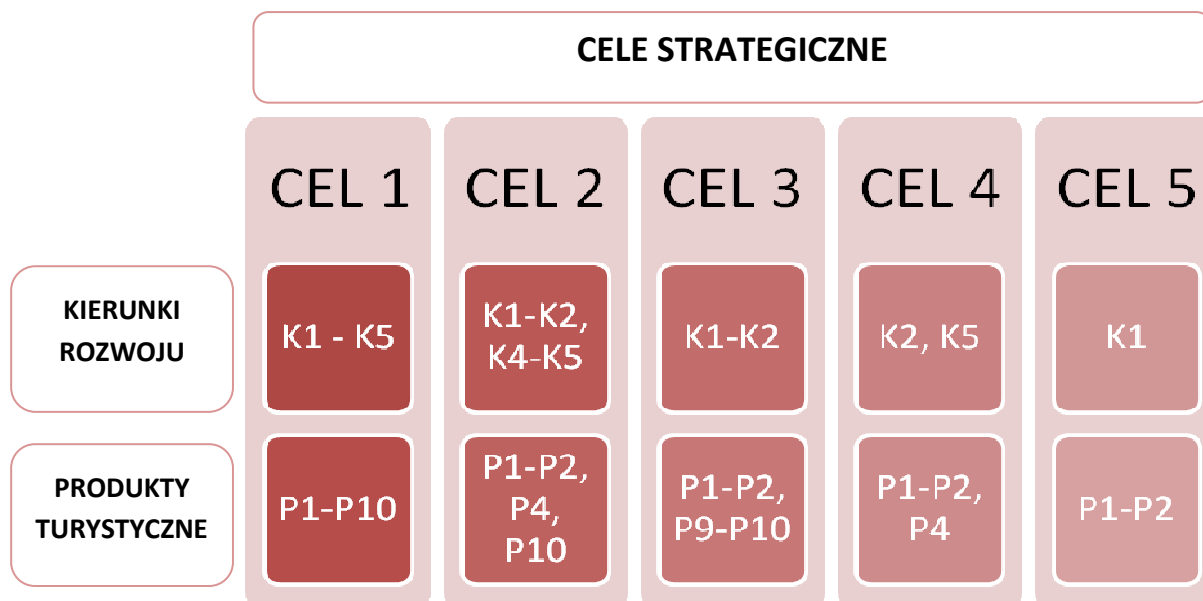 CELE STRATEGICZNE
CEL 1
CEL 2
CEL 3
CEL 4
CEL 5
KIERUNKI
ROZWOJU
K1 - K5
K1-K2,
K4-K5
K1-K2
K2, K5
K1
PRODUKTY
TURYSTYCZNE
P1-P10
P1-P2,
P4,
P10
P1-P2,
P9-P10
P1-P2,
P4
P1-P2